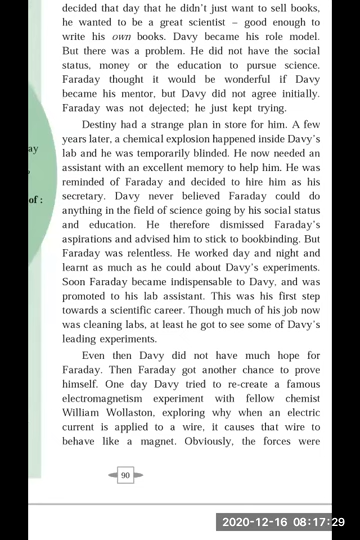 decided that day that he didn't just want to sell books,
he wanted to be a great scientist – good enough to
write his own books. Davy became his role model.
But there was a problem. He did not have the social
status, money or the education to pursue science.
Faraday thought it would be wonderful if Davy
became his mentor, but Davy did not agree initially.
Faraday was not dejected; he just kept trying.
Destiny had a strange plan in store for him. A few
years later, a chemical explosion happened inside Davy's
lab and he was temporarily blinded. He now needed an
assistant with an excellent memory to help him. He was
reminded of Faraday and decided to hire him as his
secretary. Davy never believed Faraday could do
anything in the field of science going by his social status
and education. He therefore dismissed Faraday's
aspirations and advised him to stick to bookbinding. But
Faraday was relentless. He worked day and night and
learnt as much as he could about Davy's experiments.
Soon Faraday became indispensable to Davy, and was
promoted to his lab assistant. This was his first step
towards a scientific career. Though much of his job now
was cleaning labs, at least he got to see some of Davy's
leading experiments.
Even then Davy did not have much hope for
Faraday. Then Faraday got another chance to prove
himself. One day Davy tried to re-create a famous
electromagnetism experiment with fellow chemist
William Wollaston, exploring why when an electric
current is applied to a wire, it causes that wire to
behave like a magnet. Obviously, the forces were
ay
of :
90
2020-12-16 08:17:29